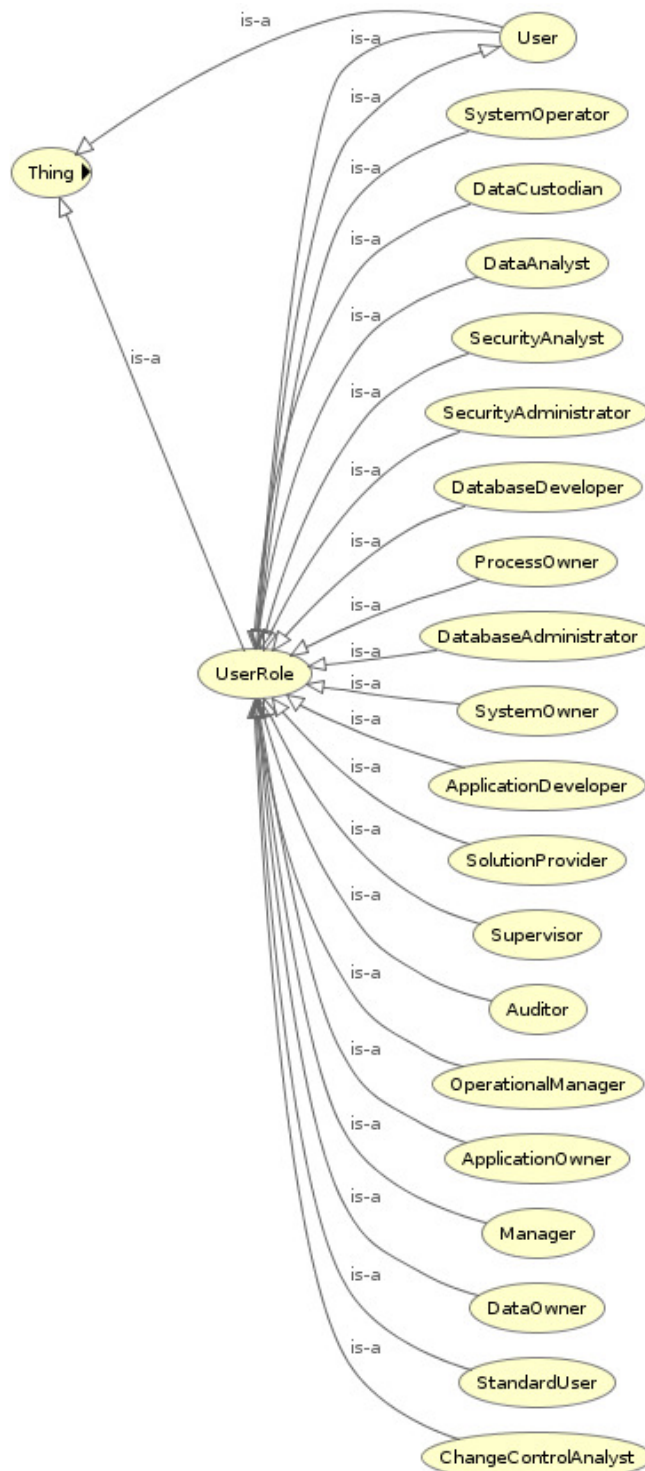 is-a
User
is-a
is-a
SystemOperator
Thing
is-a
DataCustodian
is-a
DataAnalyst
is-a
SecurityAnalyst
is-a
is-a
SecurityAdministrator
is-a
DatabaseDeveloper
is-a
ProcessOwner
is-a
DatabaseAdministrator
is-a
UserRole
is-a
SystemOwner
is-a
ApplicationDeveloper
is-a
SolutionProvider
is-a
Supervisor
is-a
Auditor
is-a
OperationalManager
is-a
ApplicationOwner
is-a
Manager
is-a
DataOwner
is-a
StandardUser
is-a
ChangeControlAnalyst